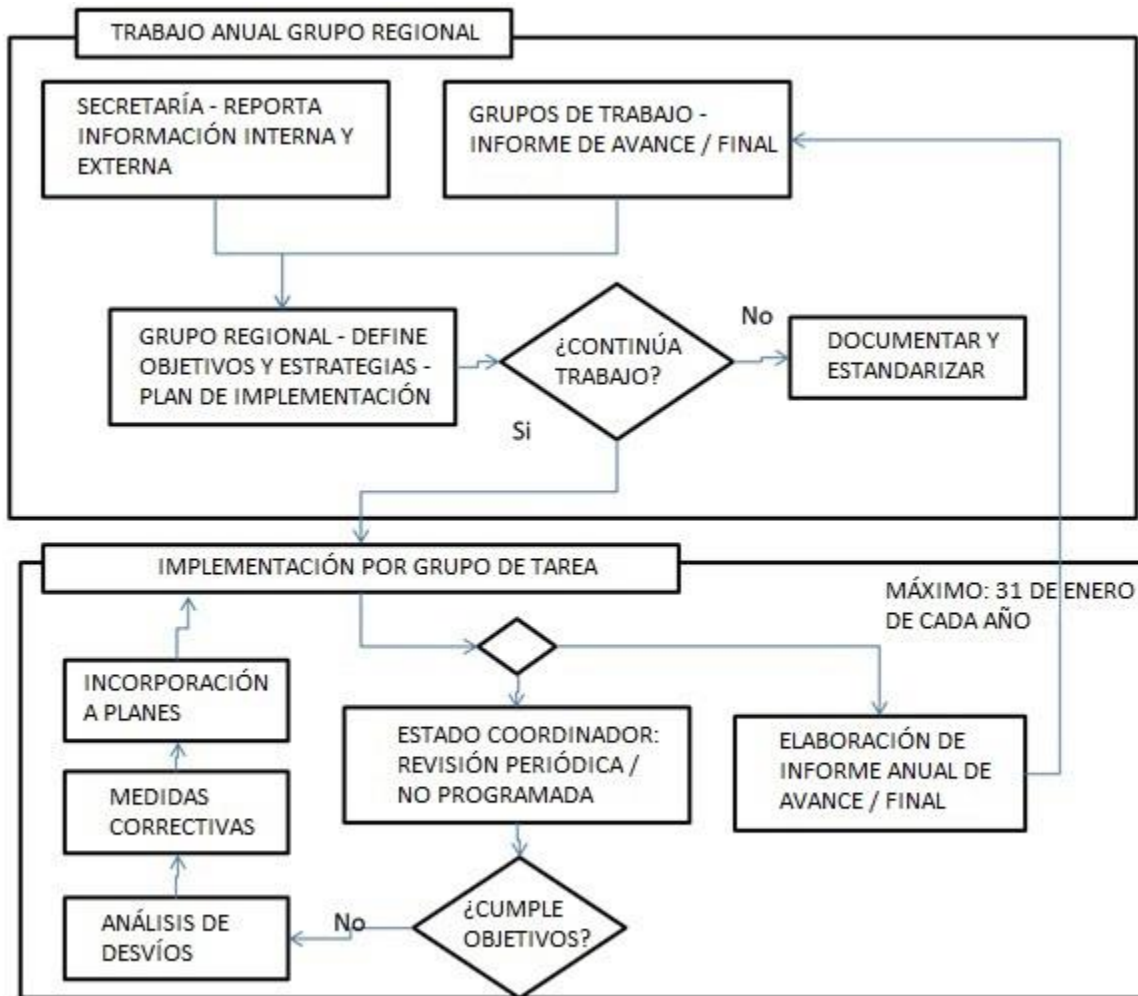 TRABAJO ANUAL GRUPO REGIONAL
SECRETARÍA - REPORTA
INFORMACIÓN INTERNA Y
EXTERNA
GRUPOS DE TRABAJO -
INFORME DE AVANCE / FINAL
GRUPO REGIONAL - DEFINE
OBJETIVOS Y ESTRATEGIAS -
PLAN DE IMPLEMENTACIÓN
¿CONTINÚA
TRABAJO?
No
DOCUMENTAR Y
ESTANDARIZAR
Si
IMPLEMENTACIÓN POR GRUPO DE TAREA
MÁXIMO: 31 DE ENERO
DE CADA AÑO
INCORPORACIÓN
A PLANES
ESTADO COORDINADOR:
REVISIÓN PERIÓDICA /
NO PROGRAMADA
ELABORACIÓN DE
INFORME ANUAL DE
AVANCE / FINAL
MEDIDAS
CORRECTIVAS
ANÁLISIS DE
DESVÍOS
No
¿CUMPLE
OBJETIVOS?